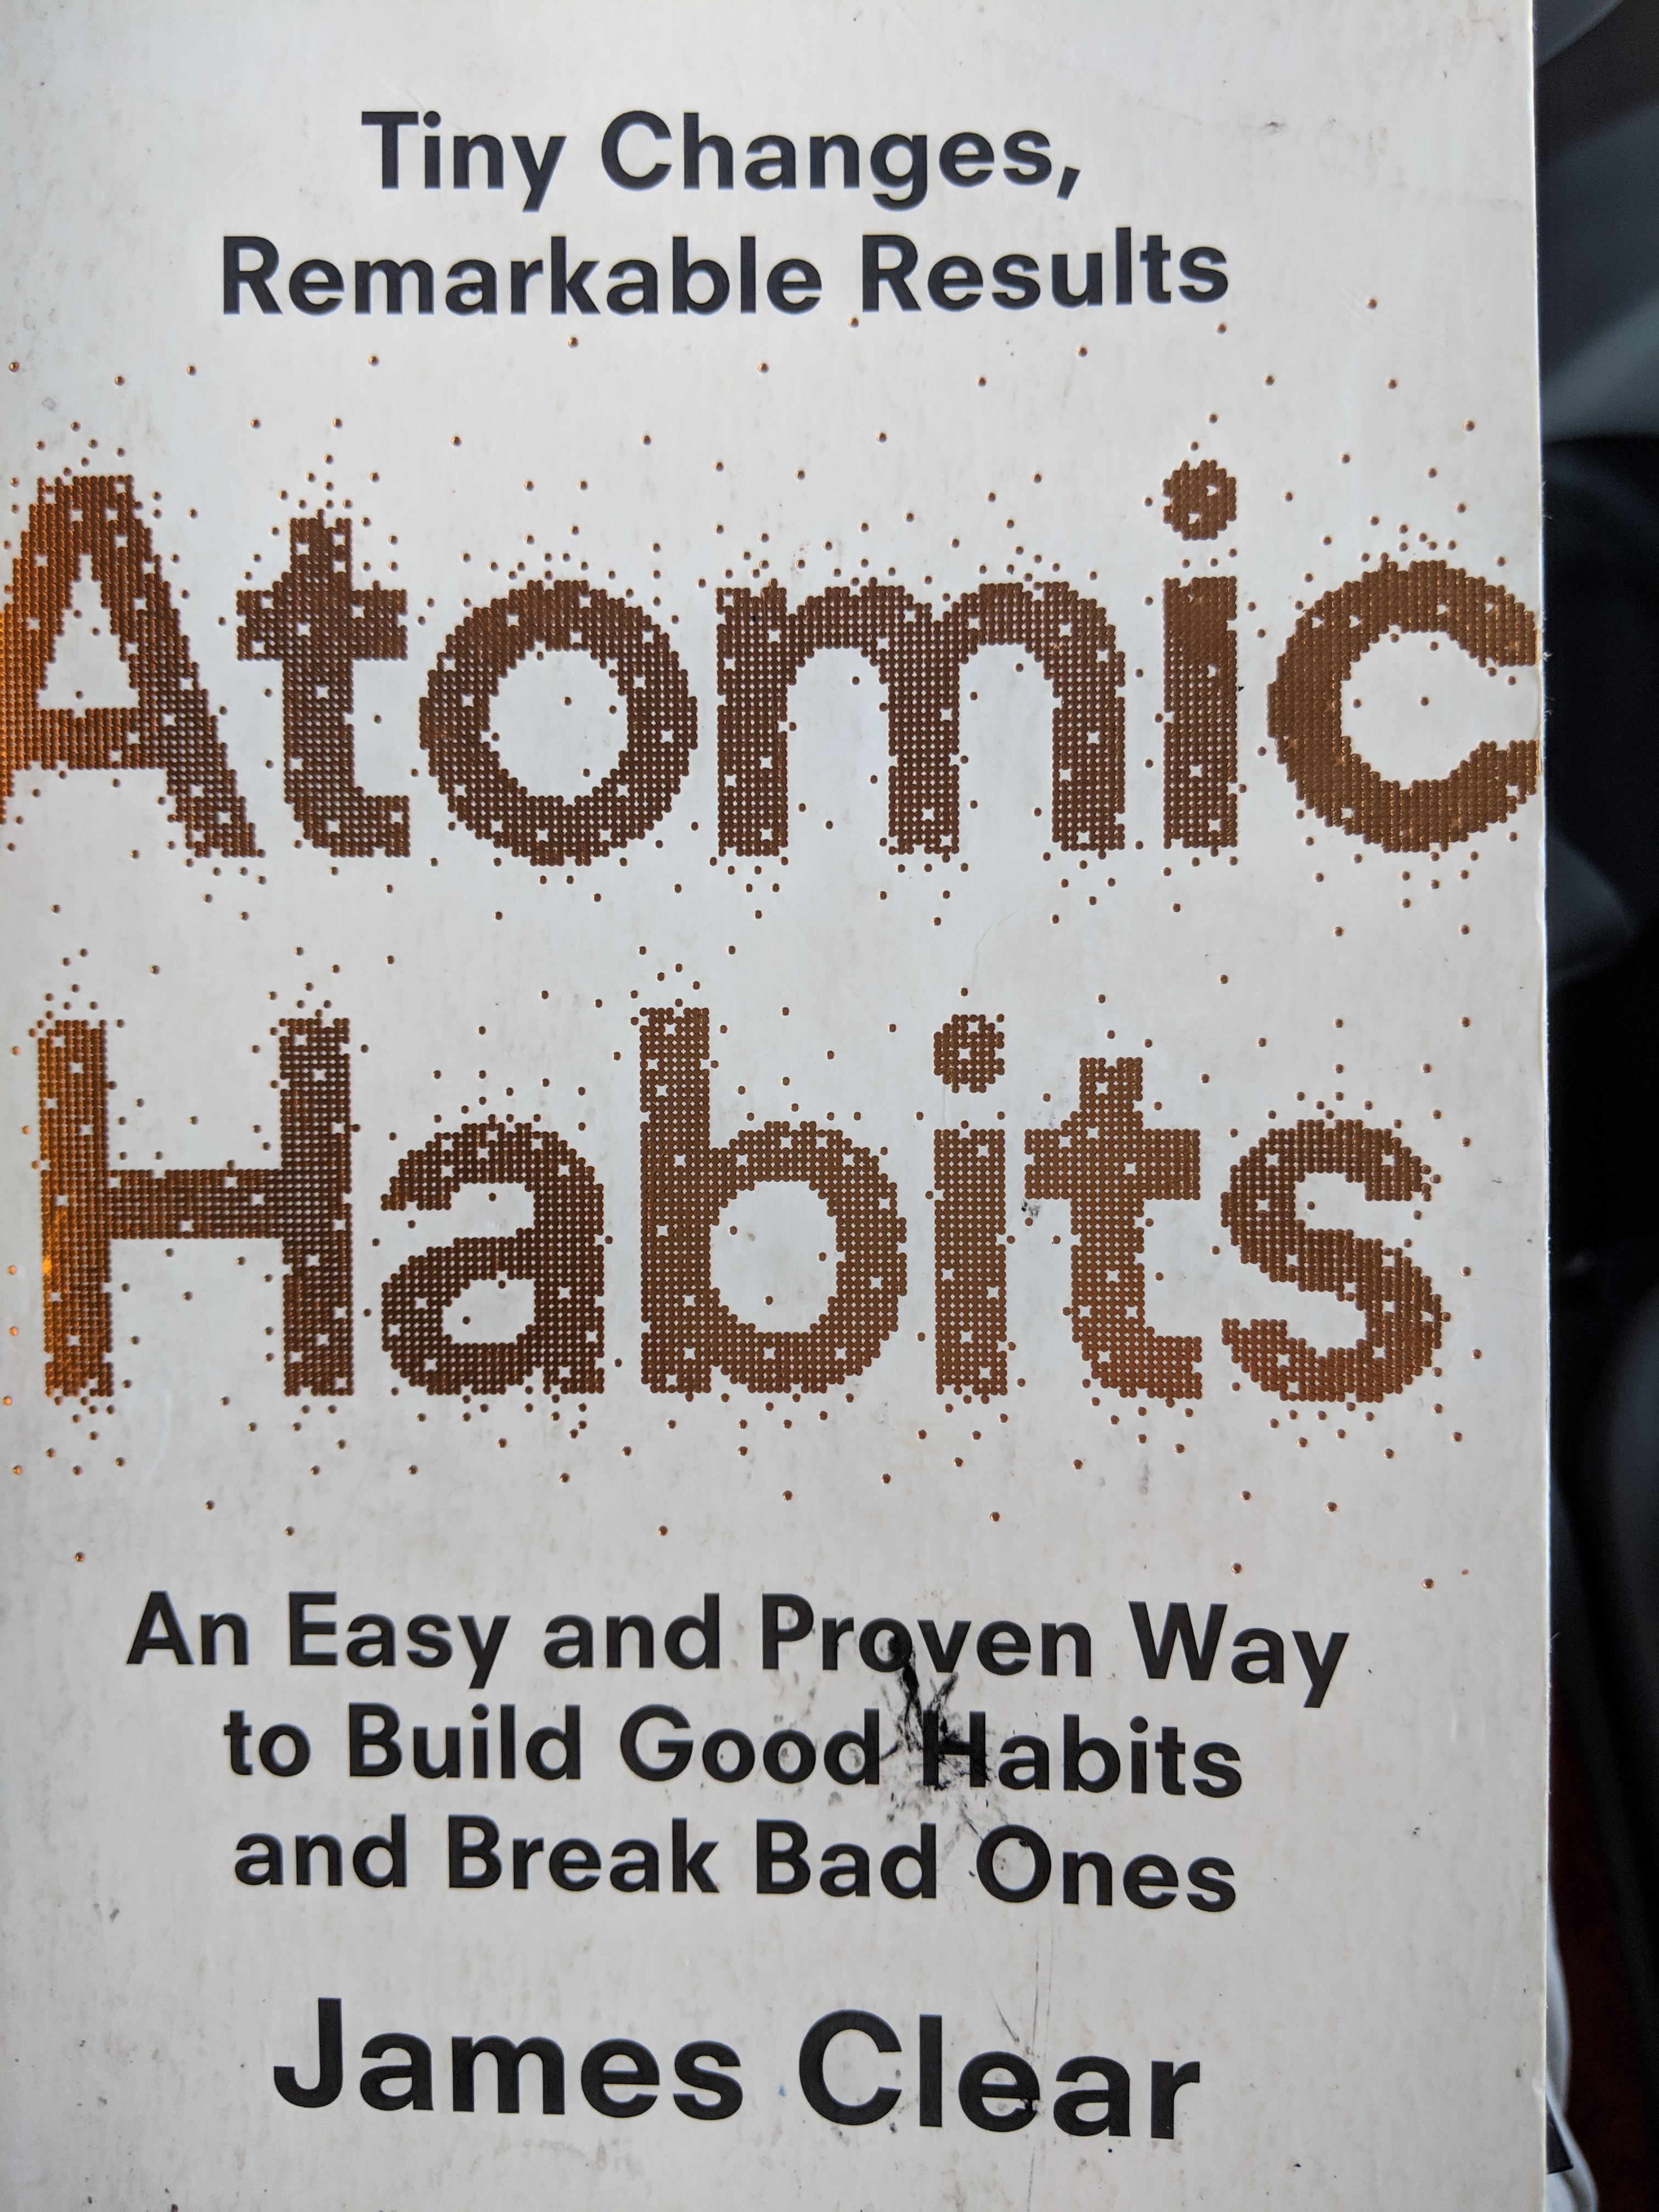 Tiny Changes,
Remarkable Results
Atomic
Habits
An Easy and Proven Way
to Build Good Habits
and Break Bad Ones
James Clear